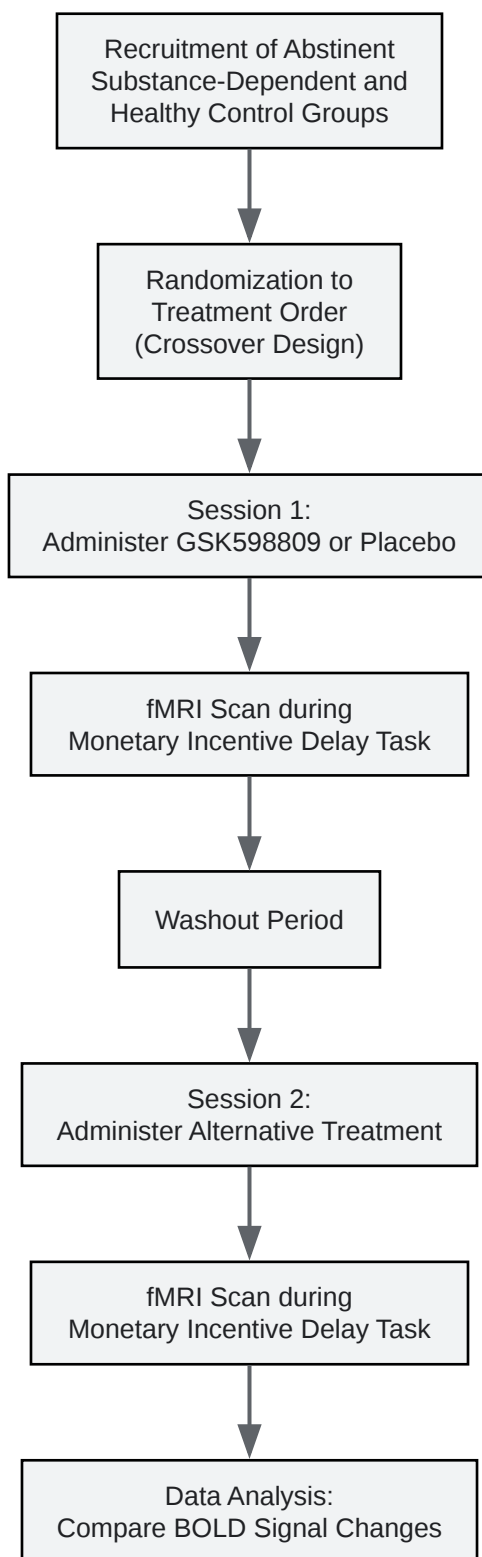 Recruitment of Abstinent
Substance-Dependent and
Healthy Control Groups
Randomization to
Treatment Order
(Crossover Design)
Session 1:
Administer GSK598809 or Placebo
fMRI Scan during
Monetary Incentive Delay Task
Washout Period
Session 2:
Administer Alternative Treatment
fMRI Scan during
Monetary Incentive Delay Task
Data Analysis:
Compare BOLD Signal Changes